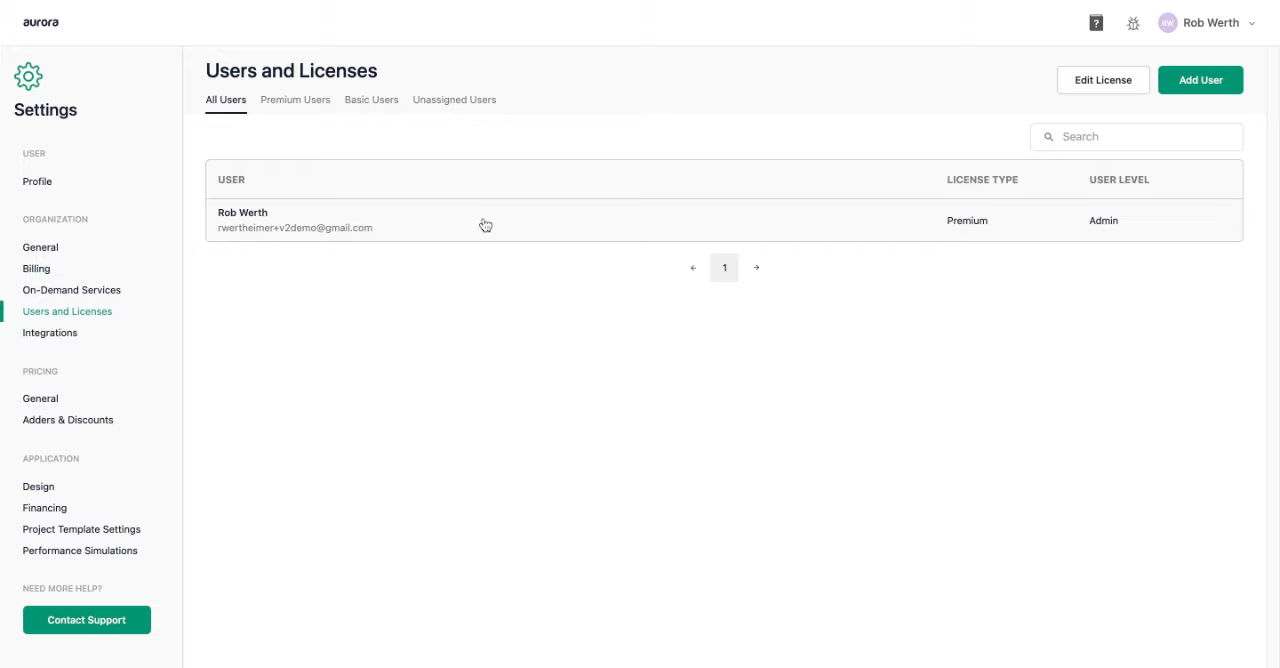 aurora
?
RW
Rob Werth
Settings
USER
Profile
ORGANIZATION
General
Billing
On-Demand Services
Users and Licenses
Integrations
PRICING
General
Adders & Discounts
APPLICATION
Design
Financing
Project Template Settings
Performance Simulations
NEED MORE HELP?
Contact Support
Users and Licenses
Edit License
Add User
All Users Premium Users Basic Users Unassigned Users
Search
USER LICENSE TYPE USER LEVEL
Rob Werth
rwertheimer+v2demo@gmail.com
Premium Admin
← 1 →